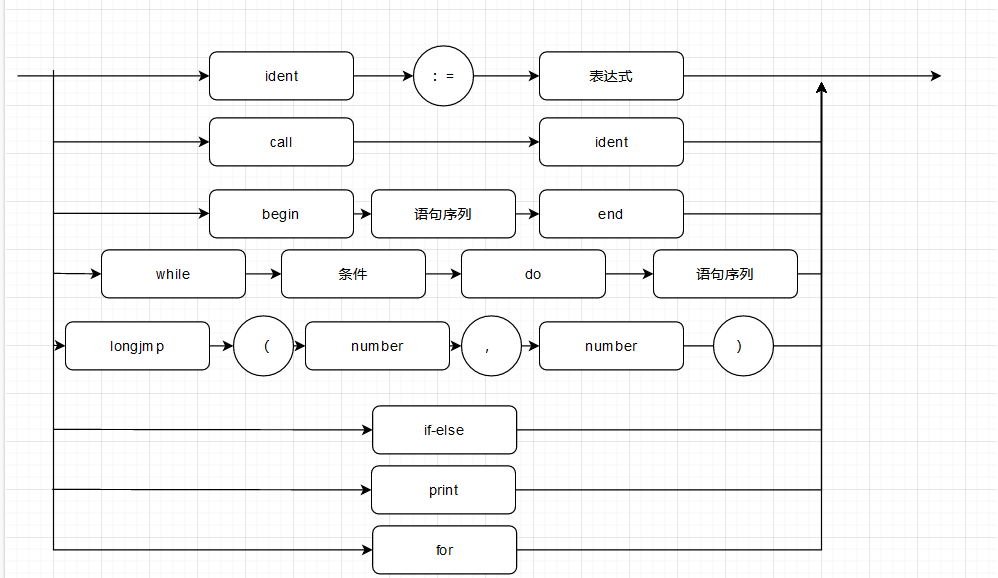 ident := 表达式
call ident
begin 语句序列 end
while 条件 do 语句序列
longjmp ( number , number )
if-else
print
for